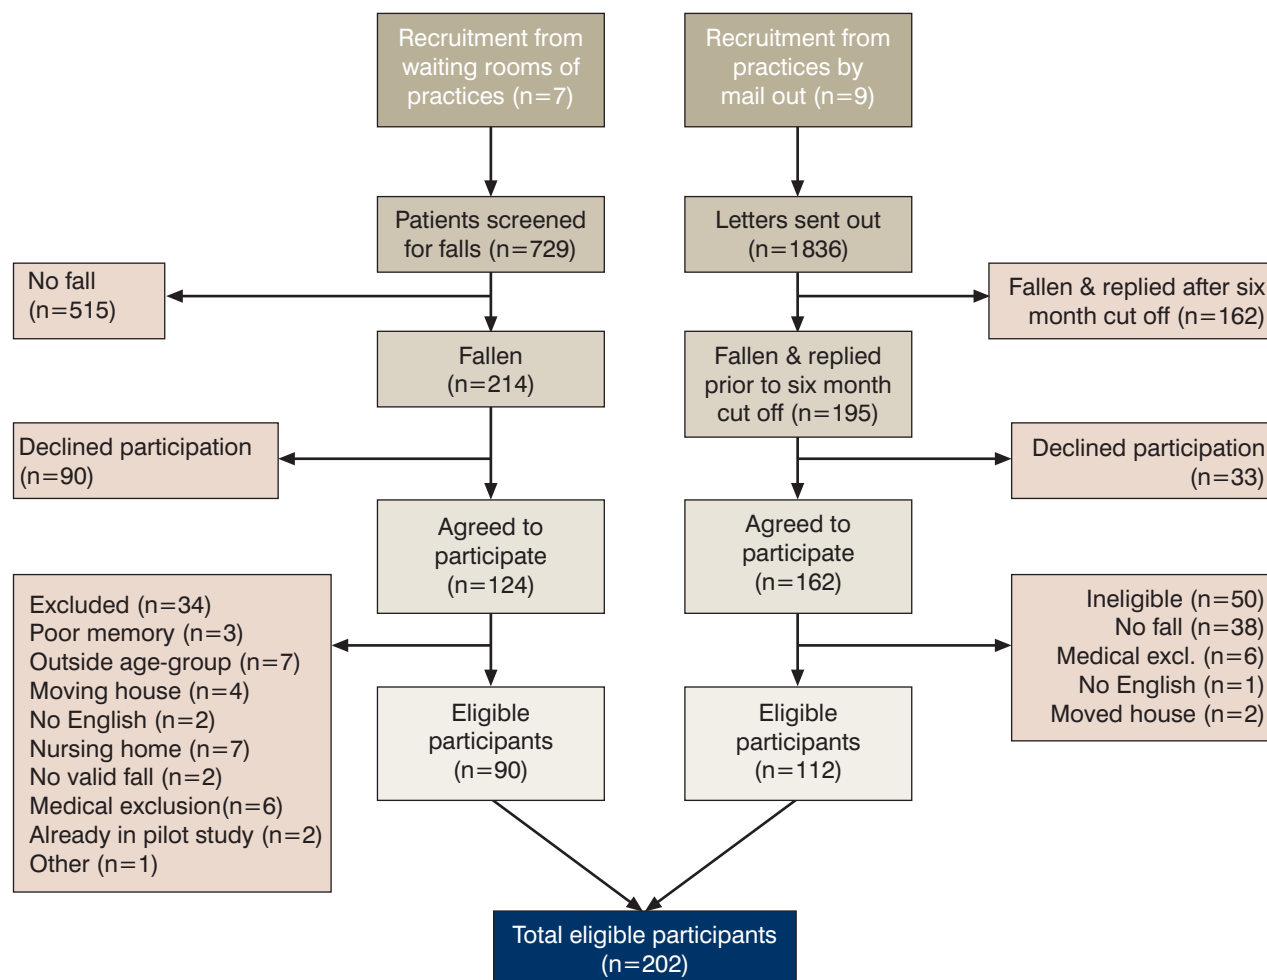 Recruitment from
waiting rooms of
practices (n=7)
Recruitment from
practices by
mail out (n=9)
Patients screened
for falls (n=729)
Letters sent out
(n=1836)
No fall
(n=515)
Fallen & replied after six
month cut off (n=162)
Fallen
(n=214)
Fallen & replied
prior to six month
cut off (n=195)
Declined participation
(n=90)
Declined participation
(n=33)
Agreed to
participate
(n=124)
Agreed to
participate
(n=162)
Excluded (n=34)
Poor memory (n=3)
Outside age-group (n=7)
Moving house (n=4)
No English (n=2)
Nursing home (n=7)
No valid fall (n=2)
Medical exclusion(n=6)
Already in pilot study (n=2)
Other (n=1)
Ineligible (n=50)
No fall (n=38)
Medical excl. (n=6)
No English (n=1)
Moved house (n=2)
Eligible
participants
(n=90)
Eligible
participants
(n=112)
Total eligible participants
(n=202)